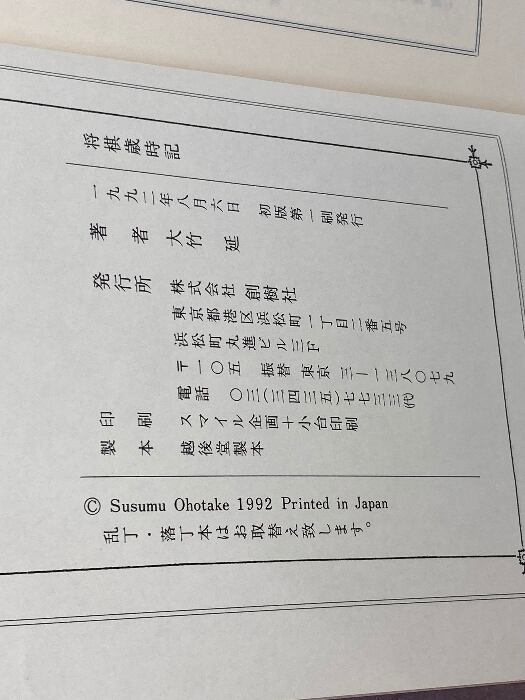 将棋歳時記
一九九二年八月六日　初版第一刷発行
著者　大竹　延
発行所　株式会社 創樹社
東京都港区浜松町一丁目二番五号
浜松町丸進ビル三F
〒一〇五　振替 東京 三―一三八〇七九
電話　〇三(三四三五)七七三三代
印刷　スマイル企画＋小台印刷
製本　越後堂製本
© Susumu Ohotake 1992 Printed in Japan
乱丁・落丁本はお取替え致します。